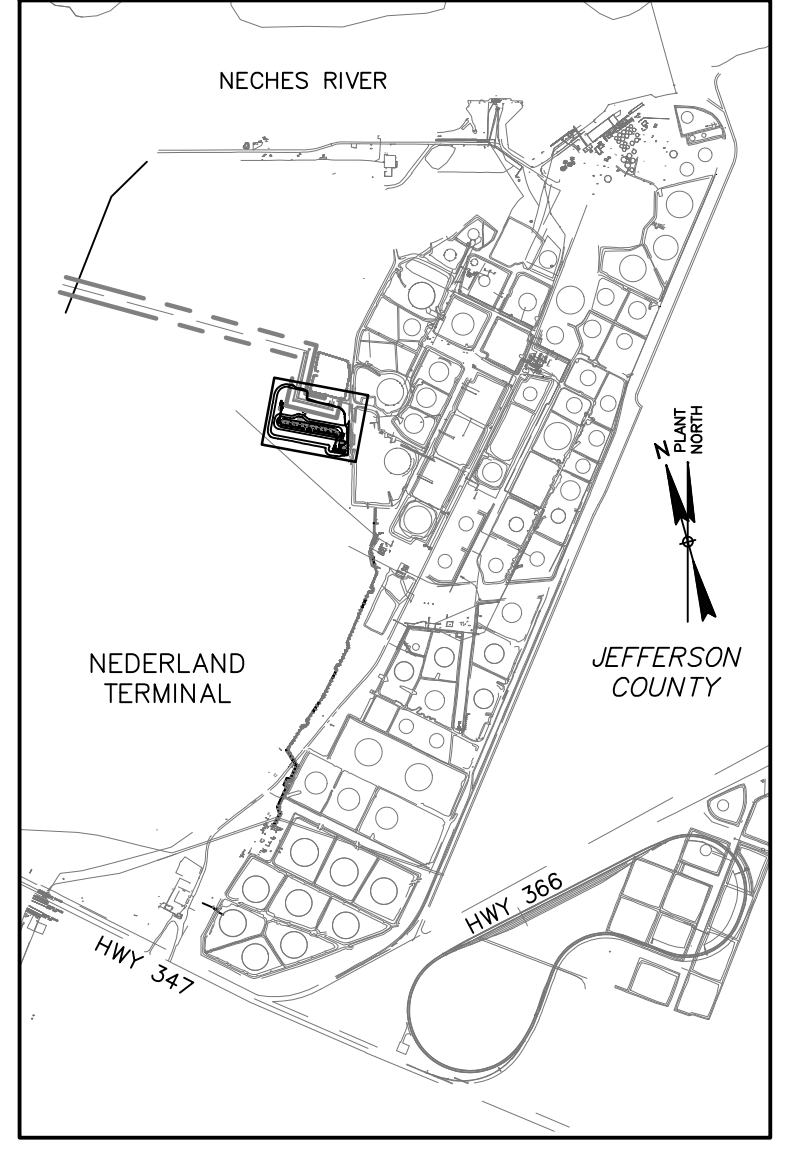 NECHES RIVER
N
PLANT
NORTH
NEDERLAND
TERMINAL
JEFFERSON
COUNTY
HWY 366
HWY 347